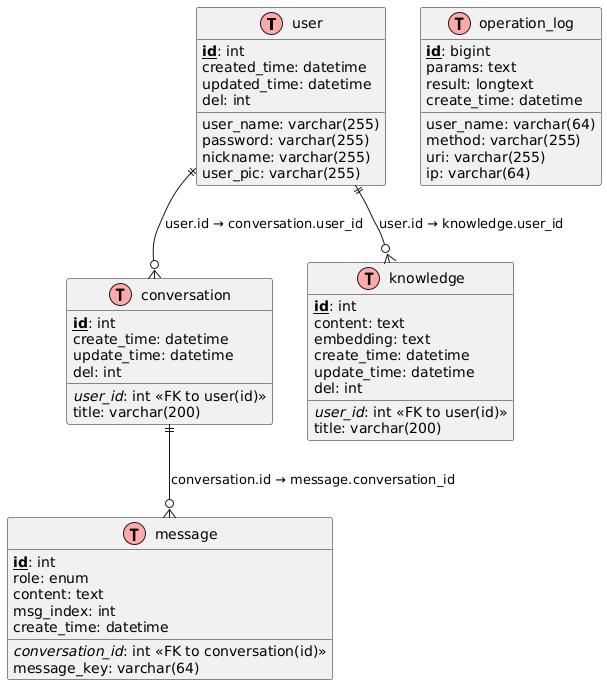 T user
id: int
created_time: datetime
updated_time: datetime
del: int
user_name: varchar(255)
password: varchar(255)
nickname: varchar(255)
user_pic: varchar(255)
T operation_log
id: bigint
params: text
result: longtext
create_time: datetime
user_name: varchar(64)
method: varchar(255)
uri: varchar(255)
ip: varchar(64)
user.id → conversation.user_id
user.id → knowledge.user_id
T conversation
id: int
create_time: datetime
update_time: datetime
del: int
user_id: int «FK to user(id)»
title: varchar(200)
T knowledge
id: int
content: text
embedding: text
create_time: datetime
update_time: datetime
del: int
user_id: int «FK to user(id)»
title: varchar(200)
conversation.id → message.conversation_id
T message
id: int
role: enum
content: text
msg_index: int
create_time: datetime
conversation_id: int «FK to conversation(id)»
message_key: varchar(64)